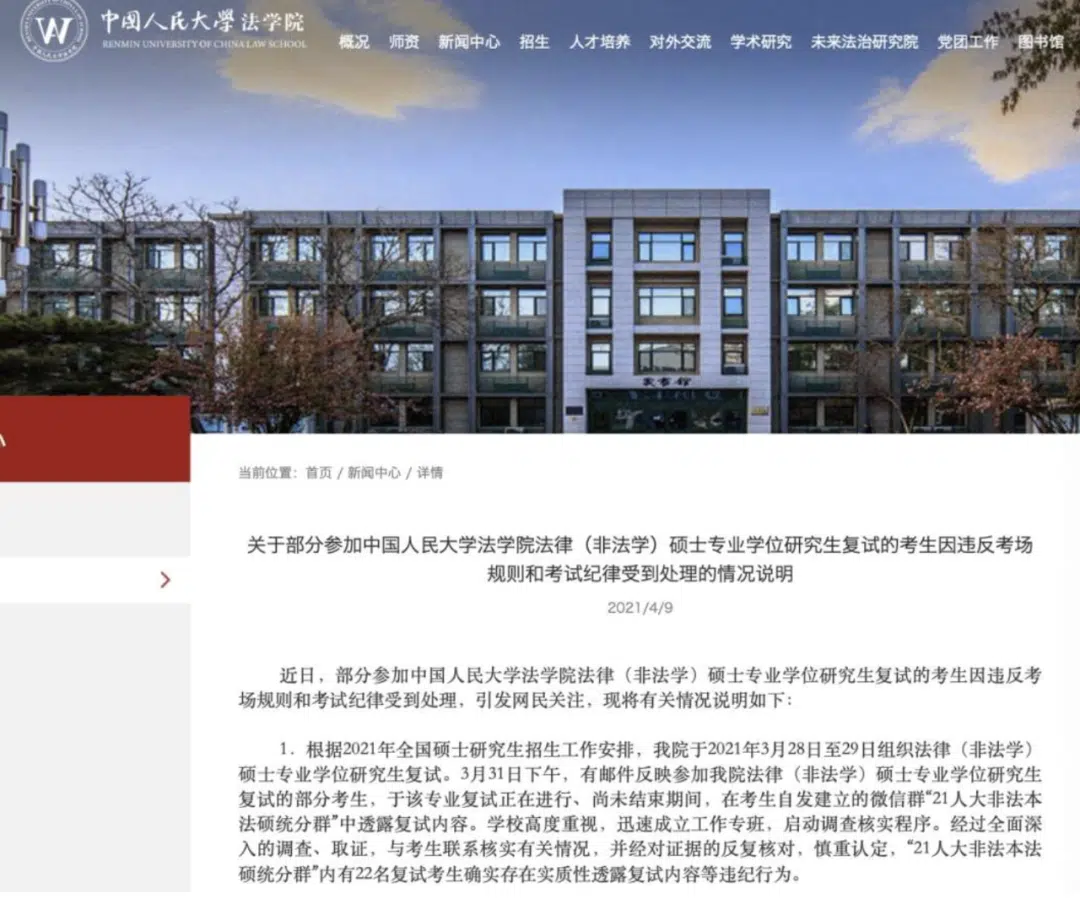 中国人民大学法学院
RENMIN UNIVERSITY OF CHINA LAW SCHOOL
概况 师资 新闻中心 招生 人才培养 对外交流 学术研究 未来法治研究院 党团工作 图书馆
当前位置：首页 / 新闻中心 / 详情
关于部分参加中国人民大学法学院法律（非法学）硕士专业学位研究生复试的考生因违反考场
规则和考试纪律受到处理的情况说明
2021/4/9
近日，部分参加中国人民大学法学院法律（非法学）硕士专业学位研究生复试的考生因违反考
场规则和考试纪律受到处理，引发网民关注，现将有关情况说明如下：
1．根据2021年全国硕士研究生招生工作安排，我院于2021年3月28日至29日组织法律（非法学）
硕士专业学位研究生复试。3月31日下午，有邮件反映参加我院法律（非法学）硕士专业学位研究生
复试的部分考生，于该专业复试正在进行、尚未结束期间，在考生自发建立的微信群“21人大非法本
法硕统分群”中透露复试内容。学校高度重视，迅速成立工作专班，启动调查核实程序。经过全面深
入的调查、取证，与考生联系核实有关情况，并经对证据的反复核对，慎重认定，“21人大非法本法
硕统分群”内有22名复试考生确实存在实质性透露复试内容等违纪行为。